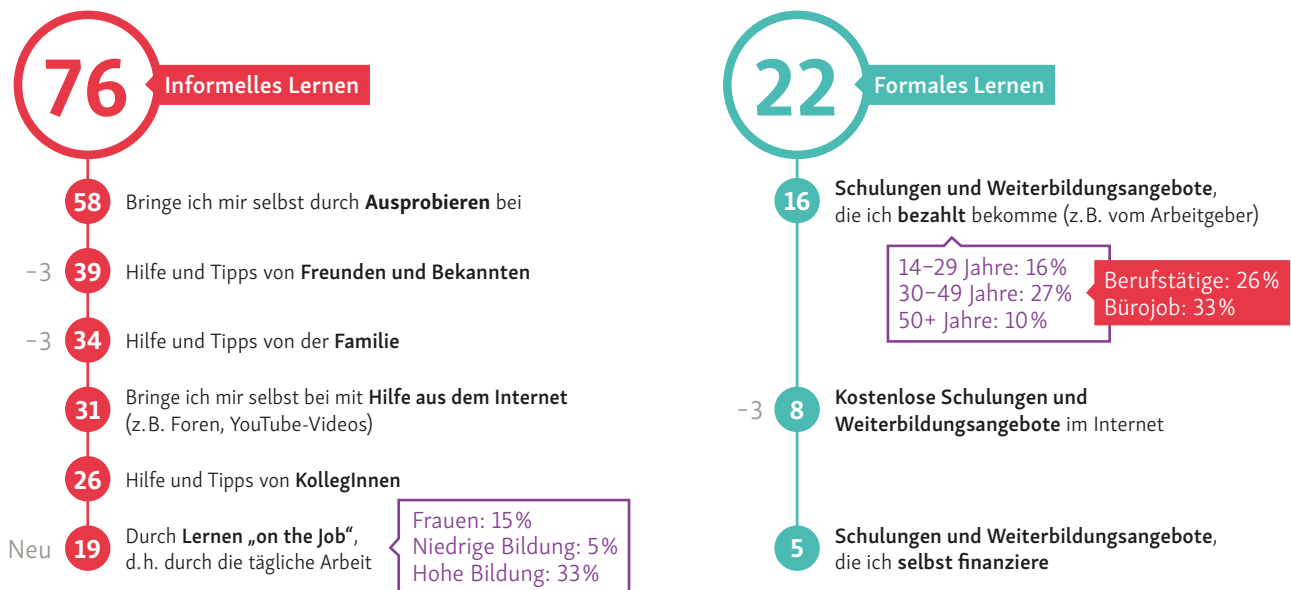 76
Informelles Lernen
58
Bringe ich mir selbst durch Ausprobieren bei
−3
39
Hilfe und Tipps von Freunden und Bekannten
−3
34
Hilfe und Tipps von der Familie
31
Bringe ich mir selbst bei mit Hilfe aus dem Internet
(z.B. Foren, YouTube-Videos)
26
Hilfe und Tipps von KollegInnen
Neu
19
Durch Lernen „on the Job“,
d.h. durch die tägliche Arbeit
Frauen: 15%
Niedrige Bildung: 5%
Hohe Bildung: 33%
22
Formales Lernen
16
Schulungen und Weiterbildungsangebote,
die ich bezahlt bekomme (z.B. vom Arbeitgeber)
14–29 Jahre: 16%
30–49 Jahre: 27%
50+ Jahre: 10%
Berufstätige: 26%
Bürojob: 33%
−3
8
Kostenlose Schulungen und
Weiterbildungsangebote im Internet
5
Schulungen und Weiterbildungsangebote,
die ich selbst finanziere